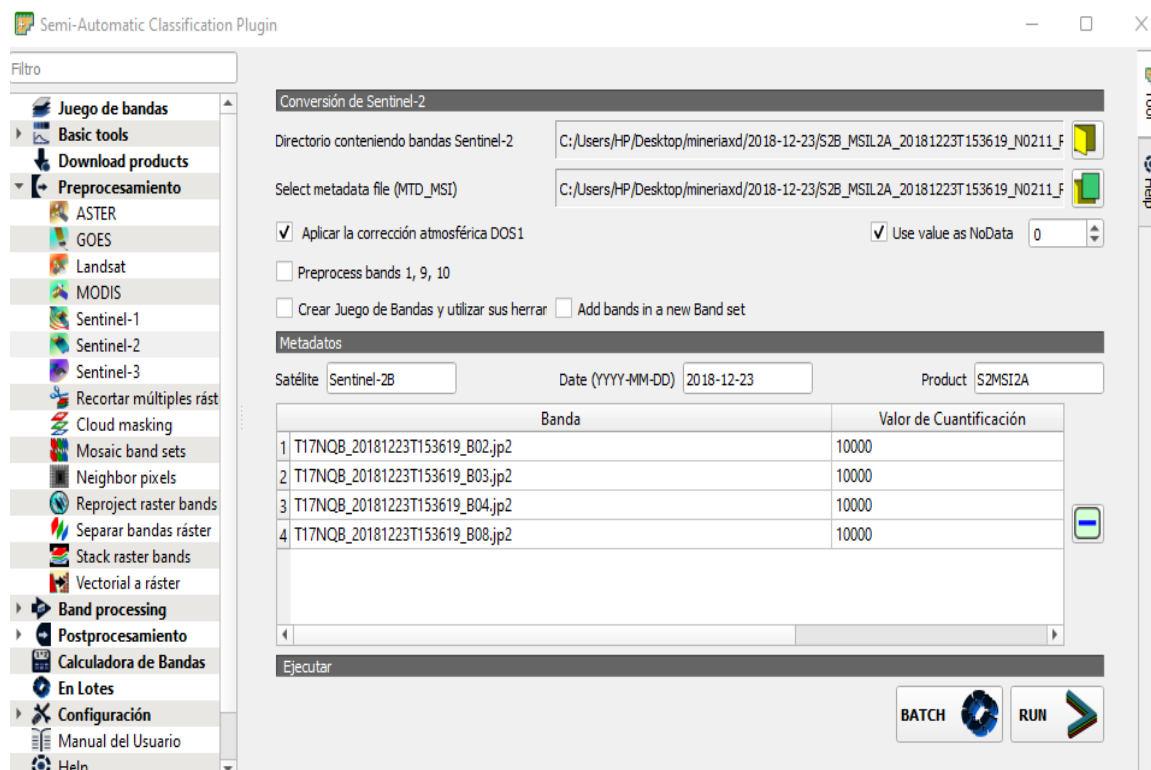 Semi-Automatic Classification Plugin
Filtro
Juego de bandas
Basic tools
Download products
Preprocesamiento
ASTER
GOES
Landsat
MODIS
Sentinel-1
Sentinel-2
Sentinel-3
Recortar múltiples rást
Cloud masking
Mosaic band sets
Neighbor pixels
Reproject raster bands
Separar bandas ráster
Stack raster bands
Vectorial a ráster
Band processing
Postprocesamiento
Calculadora de Bandas
En Lotes
Configuración
Manual del Usuario
Help
Conversión de Sentinel-2
Directorio conteniendo bandas Sentinel-2 C:/Users/HP/Desktop/mineriaxd/2018-12-23/S2B_MSIL2A_20181223T153619_N0211_R
Select metadata file (MTD_MSI) C:/Users/HP/Desktop/mineriaxd/2018-12-23/S2B_MSIL2A_20181223T153619_N0211_R
Aplicar la corrección atmosférica DOS1 Use value as NoData 0
Preprocess bands 1, 9, 10
Crear Juego de Bandas y utilizar sus herrar Add bands in a new Band set
Metadatos
Satélite Sentinel-2B Date (YYYY-MM-DD) 2018-12-23 Product S2MSI2A
Banda Valor de Cuantificación
1 T17NQB_20181223T153619_B02.jp2 10000
2 T17NQB_20181223T153619_B03.jp2 10000
3 T17NQB_20181223T153619_B04.jp2 10000
4 T17NQB_20181223T153619_B08.jp2 10000
Ejecutar
BATCH RUN
Help